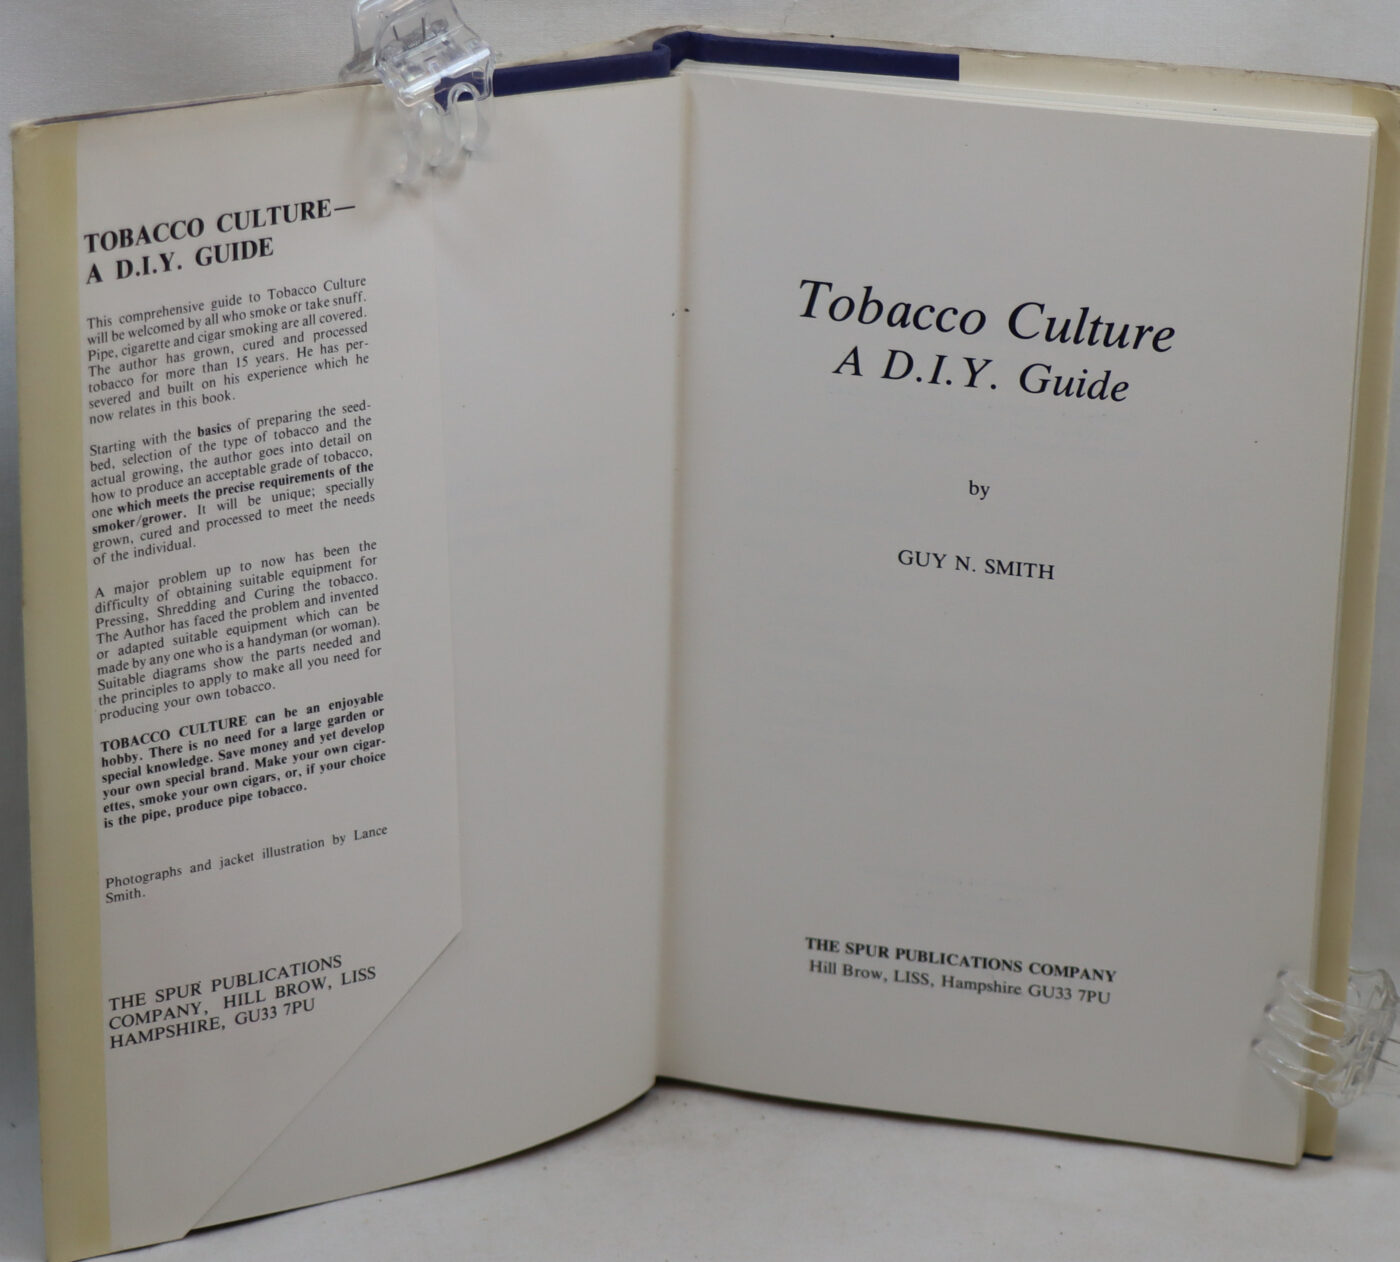 TOBACCO CULTURE—
A D.I.Y. GUIDE
This comprehensive guide to Tobacco Culture
will be welcomed by all who smoke or take snuff.
Pipe, cigarette and cigar smoking are all covered.
The author has grown, cured and processed
tobacco for more than 15 years. He has per-
severed and built on his experience which he
now relates in this book.
Starting with the basics of preparing the seed-
bed, selection of the type of tobacco and the
actual growing, the author goes into detail on
how to produce an acceptable grade of tobacco,
one which meets the precise requirements of the
smoker/grower. It will be unique; specially
grown, cured and processed to meet the needs
of the individual.
A major problem up to now has been the
difficulty of obtaining suitable equipment for
Pressing, Shredding and Curing the tobacco.
The Author has faced the problem and invented
or adapted suitable equipment which can be
made by any one who is a handyman (or woman).
Suitable diagrams show the parts needed and
the principles to apply to make all you need for
producing your own tobacco.
TOBACCO CULTURE can be an enjoyable
hobby. There is no need for a large garden or
special knowledge. Save money and yet develop
your own special brand. Make your own cigar-
ettes, smoke your own cigars, or, if your choice
is the pipe, produce pipe tobacco.
Photographs and jacket illustration by Lance
Smith.
THE SPUR PUBLICATIONS
COMPANY, HILL BROW, LISS
HAMPSHIRE, GU33 7PU
Tobacco Culture
A D.I.Y. Guide
by
GUY N. SMITH
THE SPUR PUBLICATIONS COMPANY
Hill Brow, LISS, Hampshire GU33 7PU